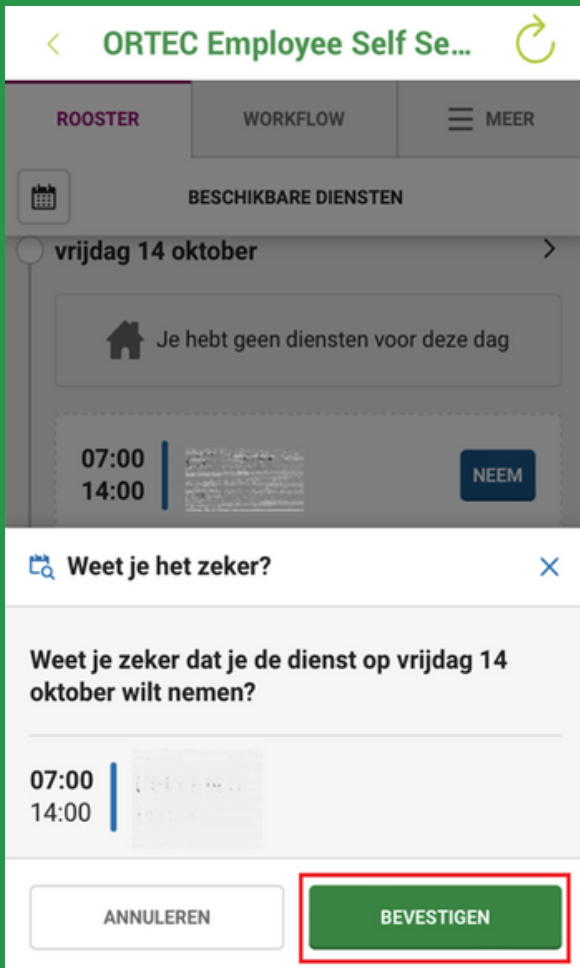 ORTEC Employee Self Se...
ROOSTER
WORKFLOW
MEER
BESCHIKBARE DIENSTEN
vrijdag 14 oktober
Je hebt geen diensten voor deze dag
07:00
14:00
NEEM
Weet je het zeker?
Weet je zeker dat je de dienst op vrijdag 14
oktober wilt nemen?
07:00
14:00
ANNULEREN
BEVESTIGEN